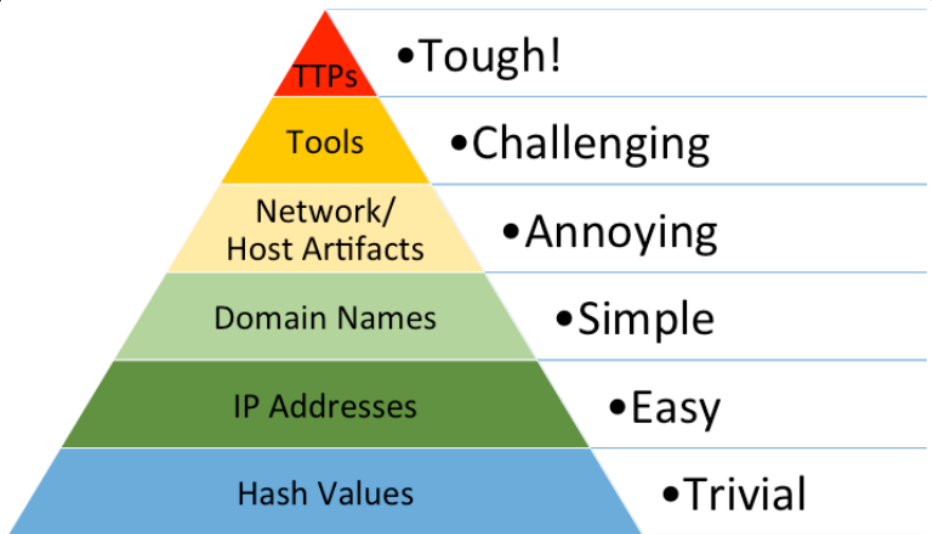 TTPs
•Tough!
Tools
•Challenging
Network/
Host Artifacts
•Annoying
Domain Names
•Simple
IP Addresses
•Easy
Hash Values
•Trivial